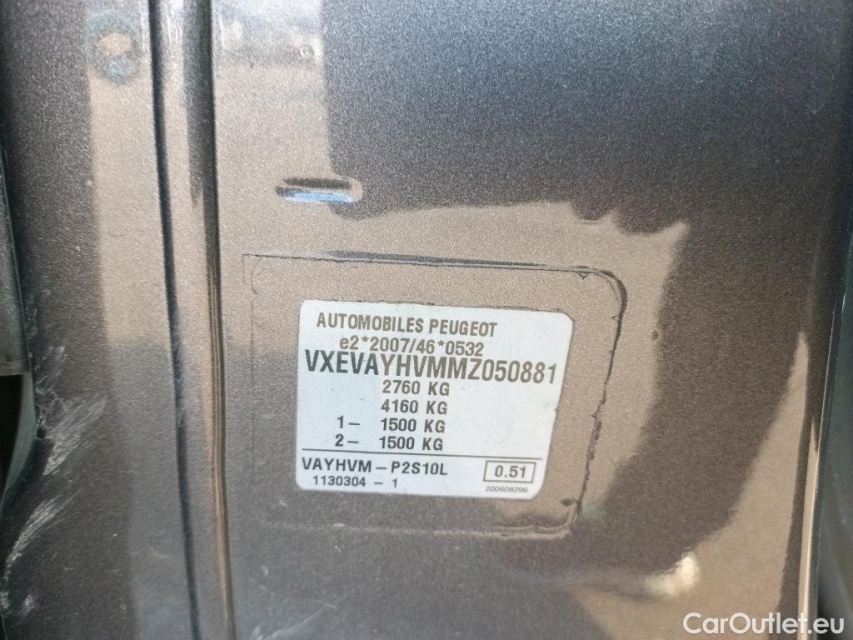 AUTOMOBILES PEUGEOT
e2*2007/46*0532
VXEVAYHVMMZ050881
2760 KG
4160 KG
1- 1500 KG
2- 1500 KG
VAYHVM-P2S10L 0.51
1130304 - 1 200608296
CarOutlet.eu